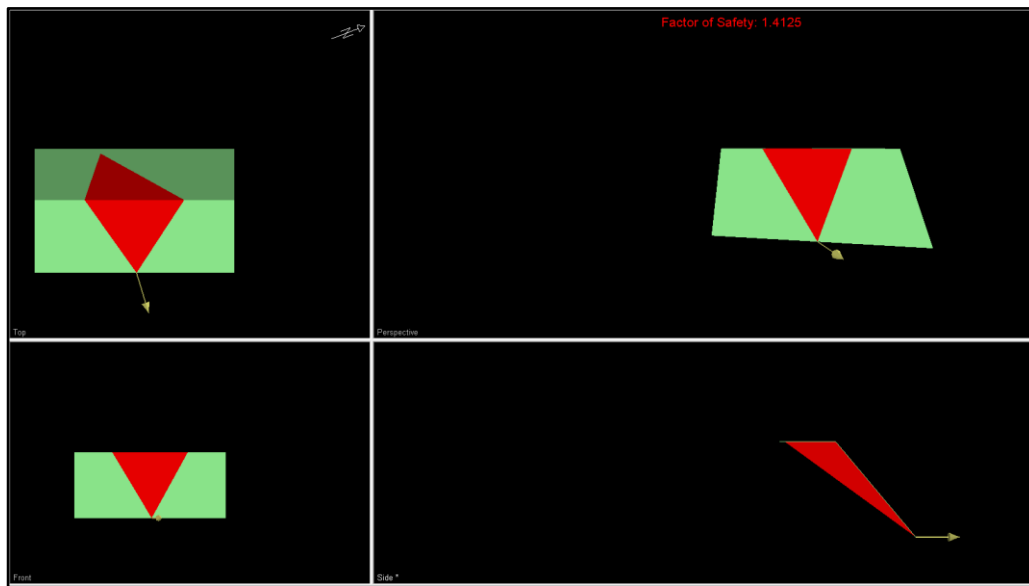 Factor of Safety: 1.4125
N
Top
Perspective
Front
Side *